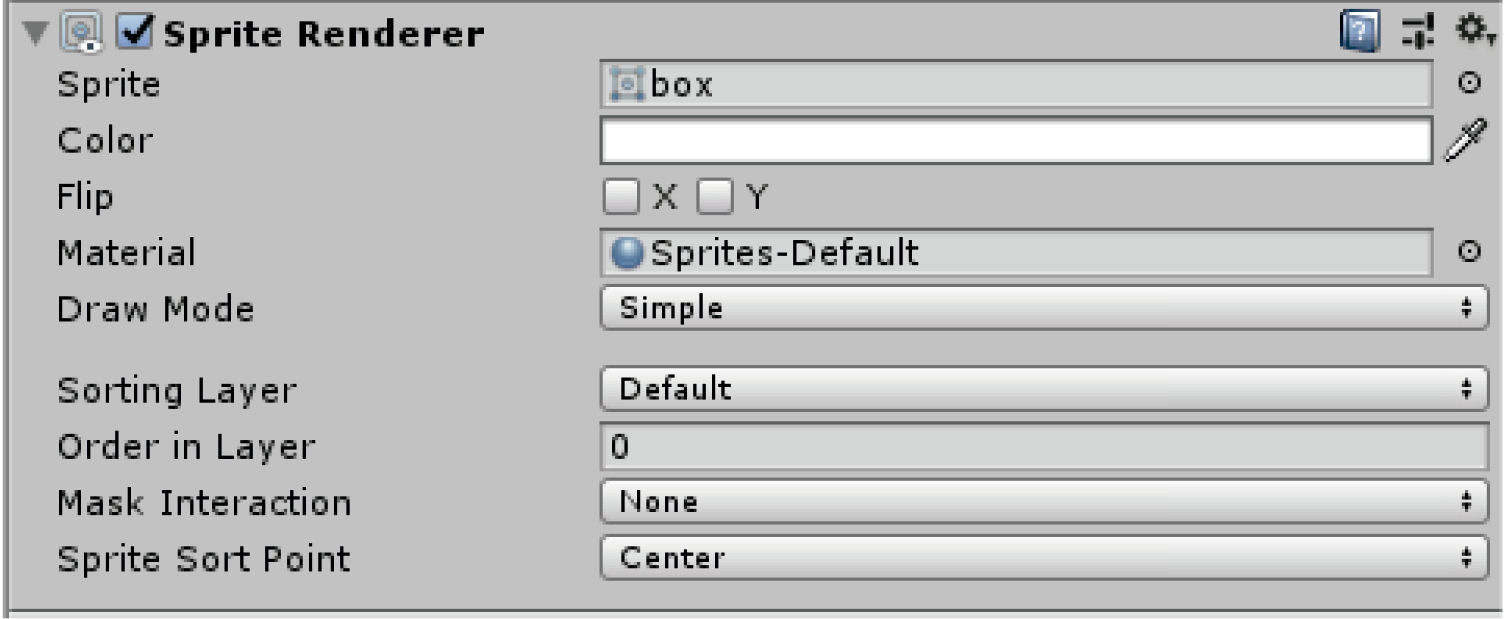 Sprite Renderer
Sprite box
Color
Flip X Y
Material Sprites-Default
Draw Mode Simple
Sorting Layer Default
Order in Layer 0
Mask Interaction None
Sprite Sort Point Center